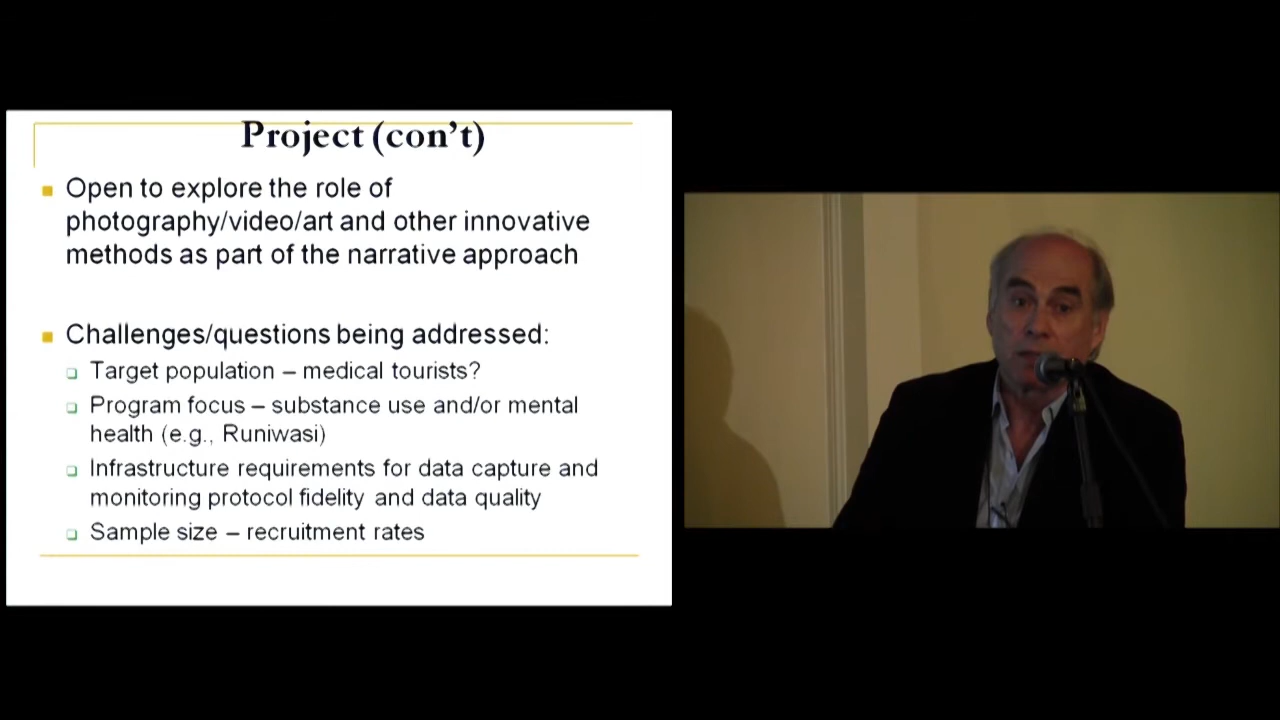 Project (con't)
Open to explore the role of
photography/video/art and other innovative
methods as part of the narrative approach
Challenges/questions being addressed:
Target population – medical tourists?
Program focus – substance use and/or mental
health (e.g., Runiwasi)
Infrastructure requirements for data capture and
monitoring protocol fidelity and data quality
Sample size – recruitment rates